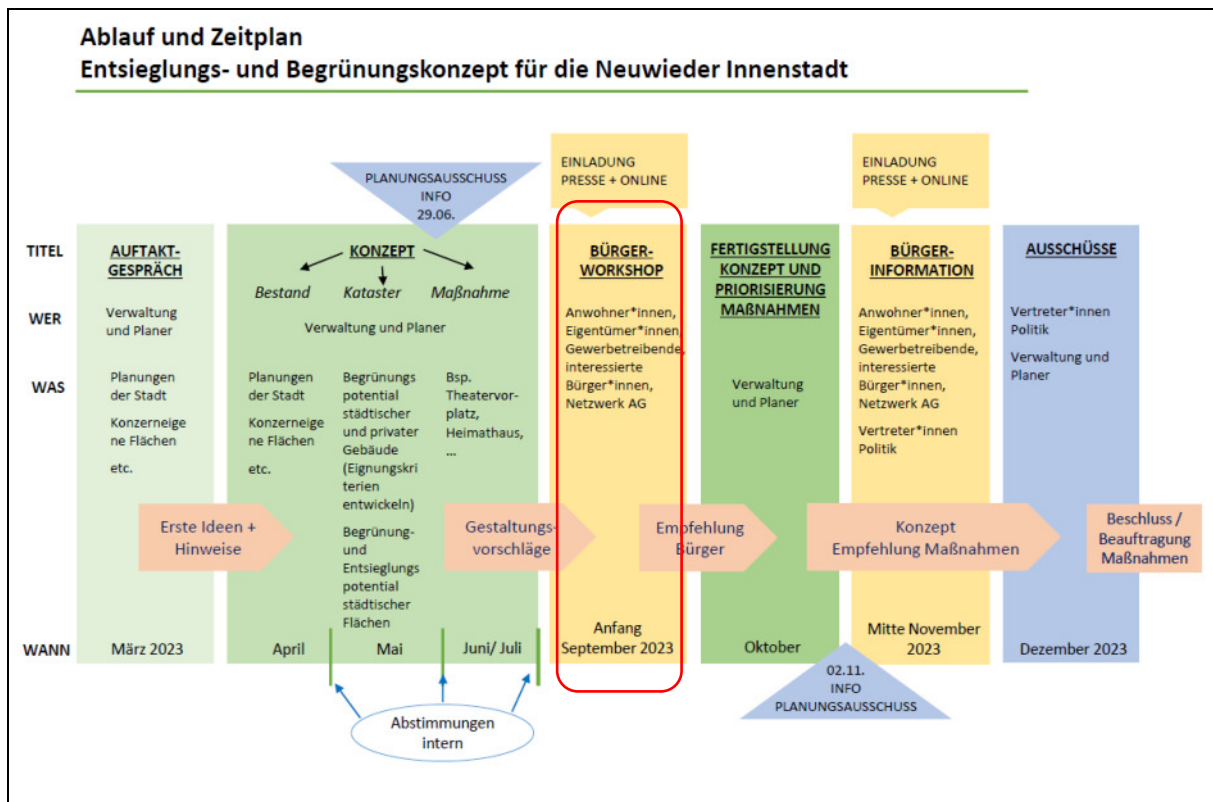 Ablauf und Zeitplan
Entsieglungs- und Begrünungskonzept für die Neuwieder Innenstadt
PLANUNGSAUSSCHUSS
INFO
29.06.
EINLADUNG
PRESSE + ONLINE
EINLADUNG
PRESSE + ONLINE
TITEL
AUFTAKT-
GESPRÄCH
KONZEPT
Bestand
Kataster
Maßnahme
BÜRGER-
WORKSHOP
FERTIGSTELLUNG
KONZEPT UND
PRIORISIERUNG
MAßNAHMEN
BÜRGER-
INFORMATION
AUSSCHÜSSE
WER
Verwaltung
und Planer
Verwaltung und Planer
Anwohner*innen,
Eigentümer*innen,
Gewerbetreibende,
interessierte
Bürger*innen,
Netzwerk AG
Verwaltung
und Planer
Anwohner*innen,
Eigentümer*innen,
Gewerbetreibende,
interessierte
Bürger*innen,
Netzwerk AG
Vertreter*innen
Politik
Vertreter*innen
Politik
Verwaltung und
Planer
WAS
Planungen
der Stadt
Konzerneige
ne Flächen
etc.
Planungen
der Stadt
Konzerneige
ne Flächen
etc.
Begrünungs
potential
städtischer
und privater
Gebäude
(Eignungskri
terien
entwickeln)
Begrünung-
und
Entsieglungs
potential
städtischer
Flächen
Bsp.
Theatervor-
platz,
Heimathaus,
...
Erste Ideen +
Hinweise
Gestaltungs-
vorschläge
Empfehlung
Bürger
Konzept
Empfehlung Maßnahmen
Beschluss /
Beauftragung
Maßnahmen
WANN
März 2023
April
Mai
Juni/ Juli
Anfang
September 2023
Oktober
Mitte November
2023
Dezember 2023
Abstimmungen
intern
02.11.
INFO
PLANUNGSAUSSCHUSS